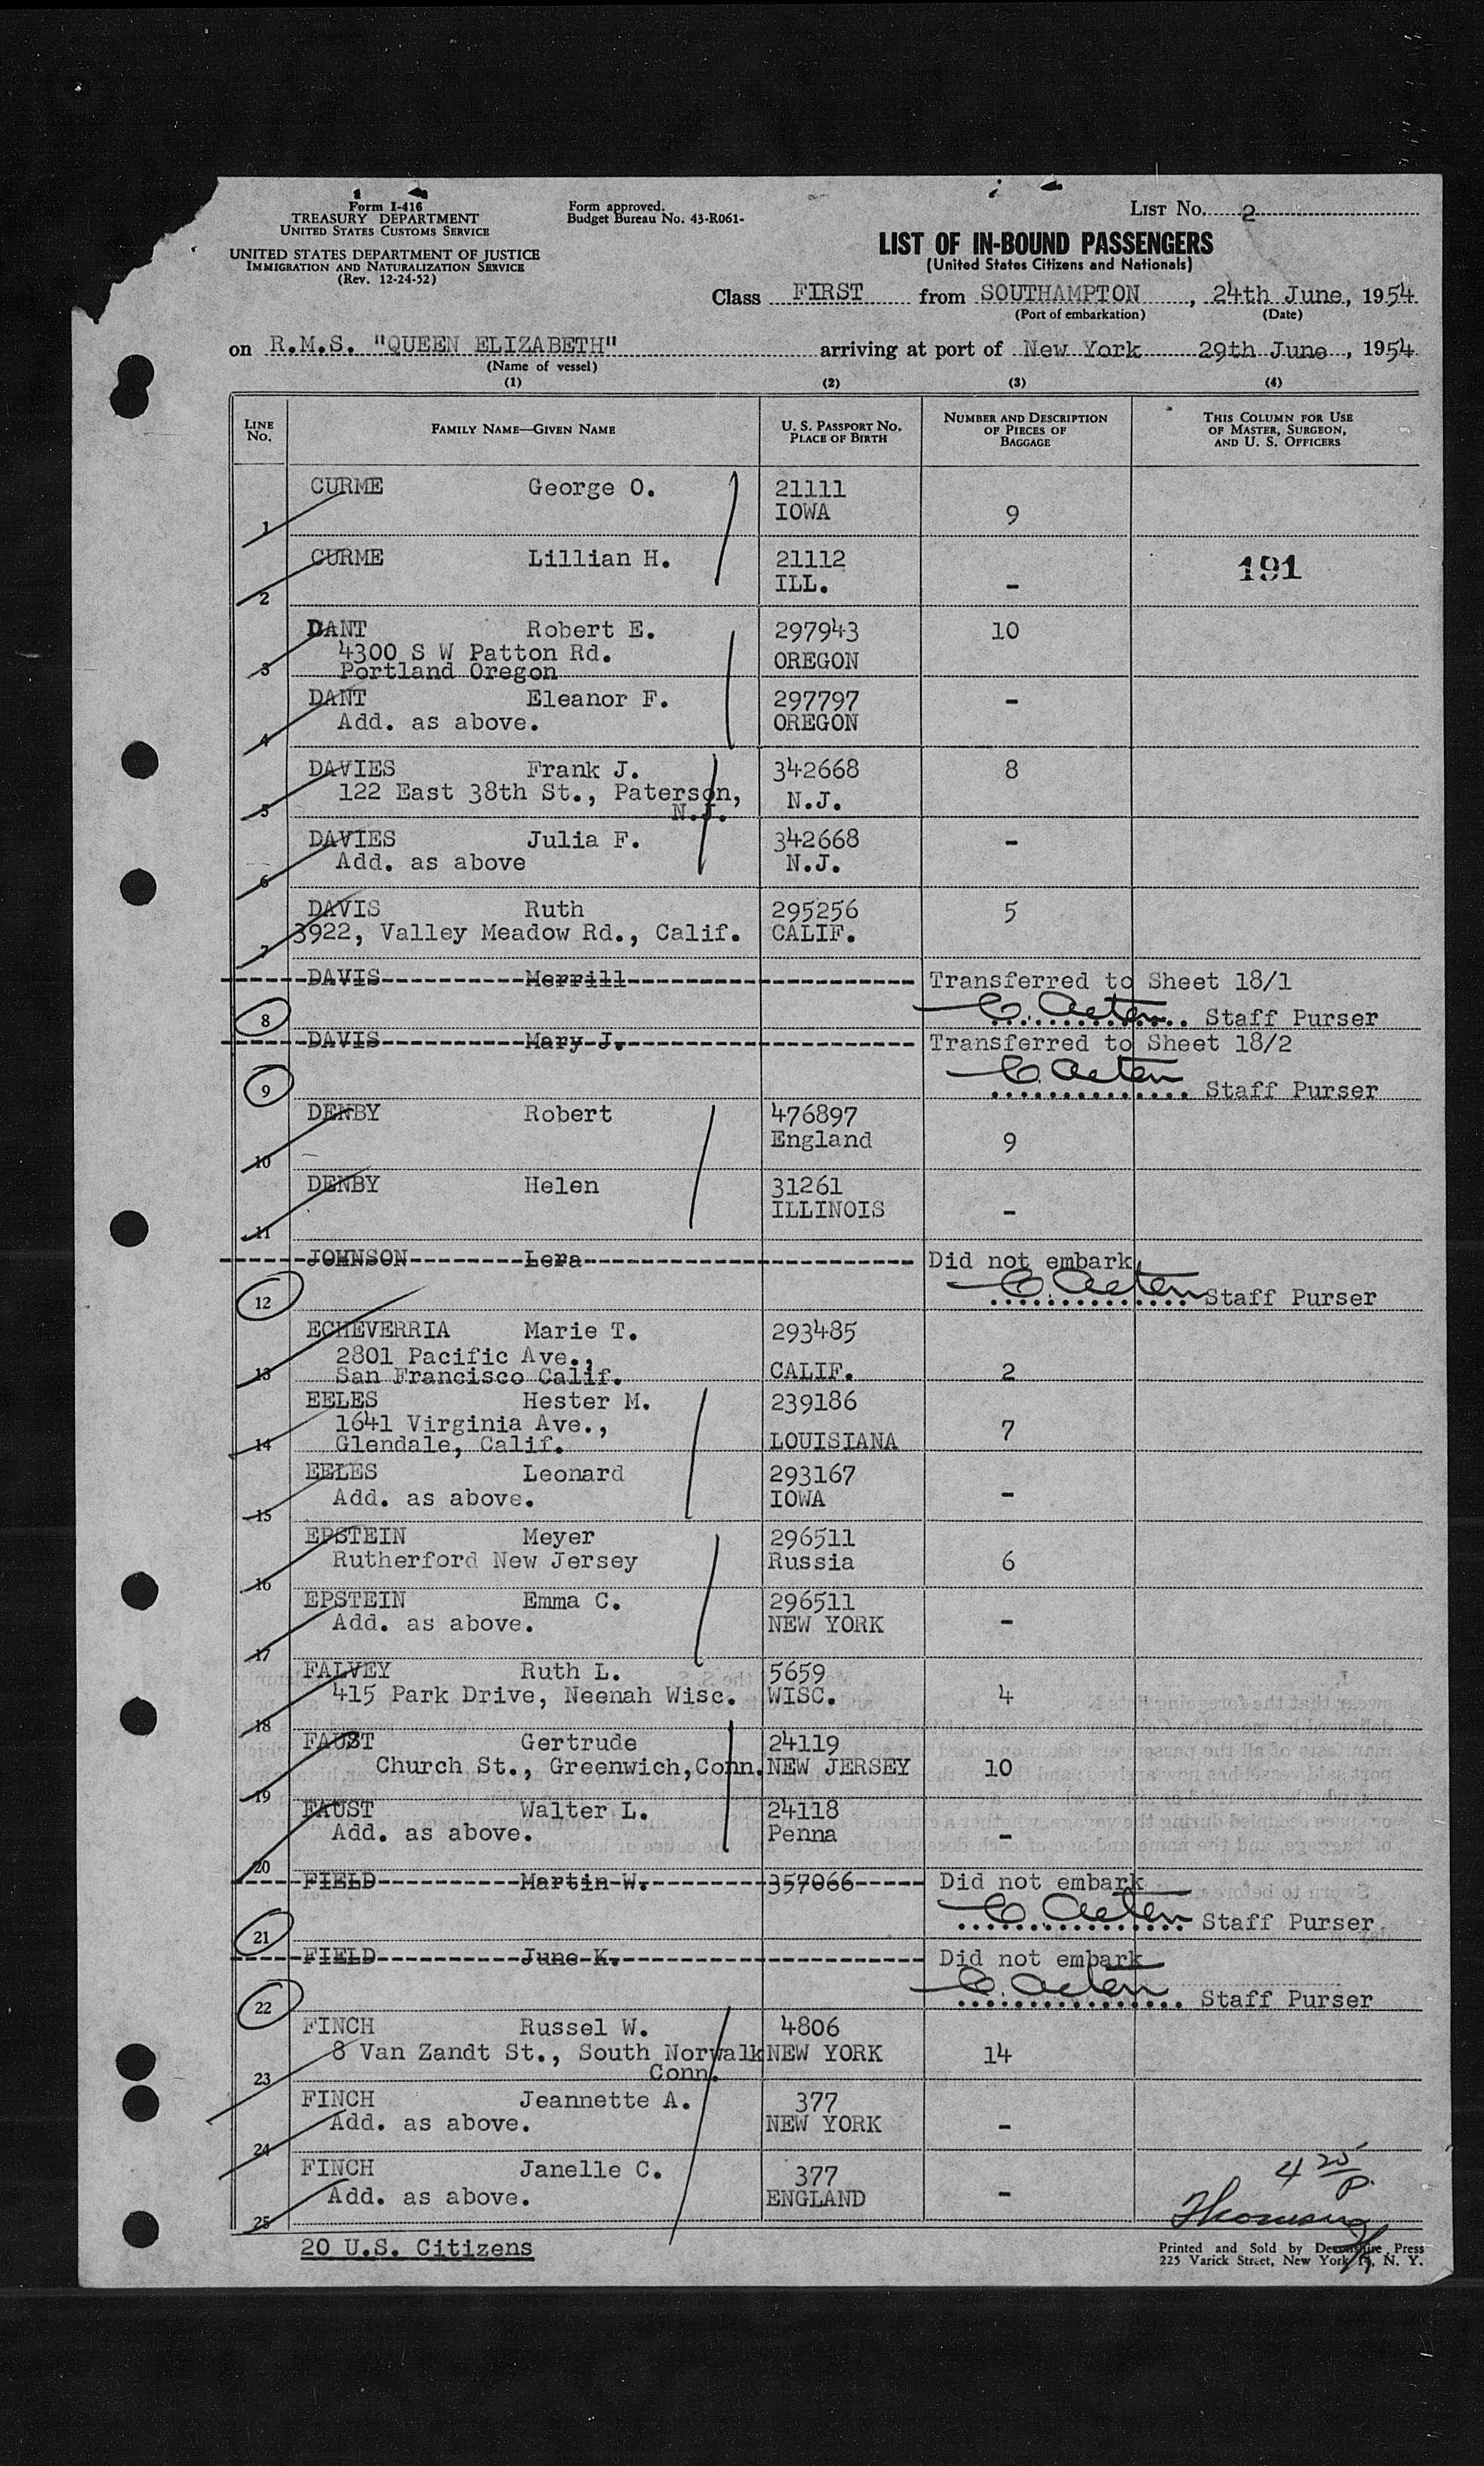 Form I-416
TREASURY DEPARTMENT
UNITED STATES CUSTOMS SERVICE
UNITED STATES DEPARTMENT OF JUSTICE
IMMIGRATION AND NATURALIZATION SERVICE
(Rev. 12-24-52)
Form approved.
Budget Bureau No. 43-R061-
LIST No. 2
LIST OF IN-BOUND PASSENGERS
(United States Citizens and Nationals)
Class FIRST from SOUTHAMPTON, 24th June, 1954
(Port of embarkation) (Date)
on R.M.S. "QUEEN ELIZABETH" arriving at port of New York 29th June, 1954
(Name of vessel)
(1) (2) (3) (4)
LINE No. FAMILY NAME—GIVEN NAME U. S. PASSPORT NO. PLACE OF BIRTH NUMBER AND DESCRIPTION OF PIECES OF BAGGAGE THIS COLUMN FOR USE OF MASTER, SURGEON, AND U. S. OFFICERS
CURME George O. 21111
1 IOWA 9
CURME Lillian H. 21112 191
2 ILL. -
DANT Robert E. 297943 10
4300 S W Patton Rd.
3 Portland Oregon OREGON
DANT Eleanor F. 297797 -
Add. as above. OREGON
4
DAVIES Frank J. 342668 8
122 East 38th St., Paterson, N.J.
5 N.J.
DAVIES Julia F. 342668 -
Add. as above N.J.
6
DAVIS Ruth 295256 5
3922, Valley Meadow Rd., Calif. CALIF.
7
DAVIS Merrill Transferred to Sheet 18/1
8 Staff Purser
DAVIS Mary J. Transferred to Sheet 18/2
9 Staff Purser
DENBY Robert 476897
10 England 9
DENBY Helen 31261
11 ILLINOIS -
JOHNSON Lera Did not embark
12 Staff Purser
ECHEVERRIA Marie T. 293485
2801 Pacific Ave.,
13 San Francisco Calif. CALIF. 2
EELES Hester M. 239186
1641 Virginia Ave., 7
14 Glendale, Calif. LOUISIANA
EELES Leonard 293167
Add. as above. IOWA -
15
EPSTEIN Meyer 296511
Rutherford New Jersey Russia 6
16
EPSTEIN Emma C. 296511
Add. as above. NEW YORK -
17
FALVEY Ruth L. 5659
415 Park Drive, Neenah Wisc. WISC. 4
18
FAUST Gertrude 24119
Church St., Greenwich,Conn. NEW JERSEY 10
19
FAUST Walter L. 24118
Add. as above. Penna -
20
FIELD Martin W. 357066 Did not embark
21 Staff Purser
FIELD June K. Did not embark
22 Staff Purser
FINCH Russel W. 4806
8 Van Zandt St., South Norwalk NEW YORK 14
23 Conn.
FINCH Jeannette A. 377
Add. as above. NEW YORK -
24
FINCH Janelle C. 377
Add. as above. ENGLAND -
25
20 U.S. Citizens
Printed and Sold by Devonshire Press
225 Varick Street, New York 14, N. Y.